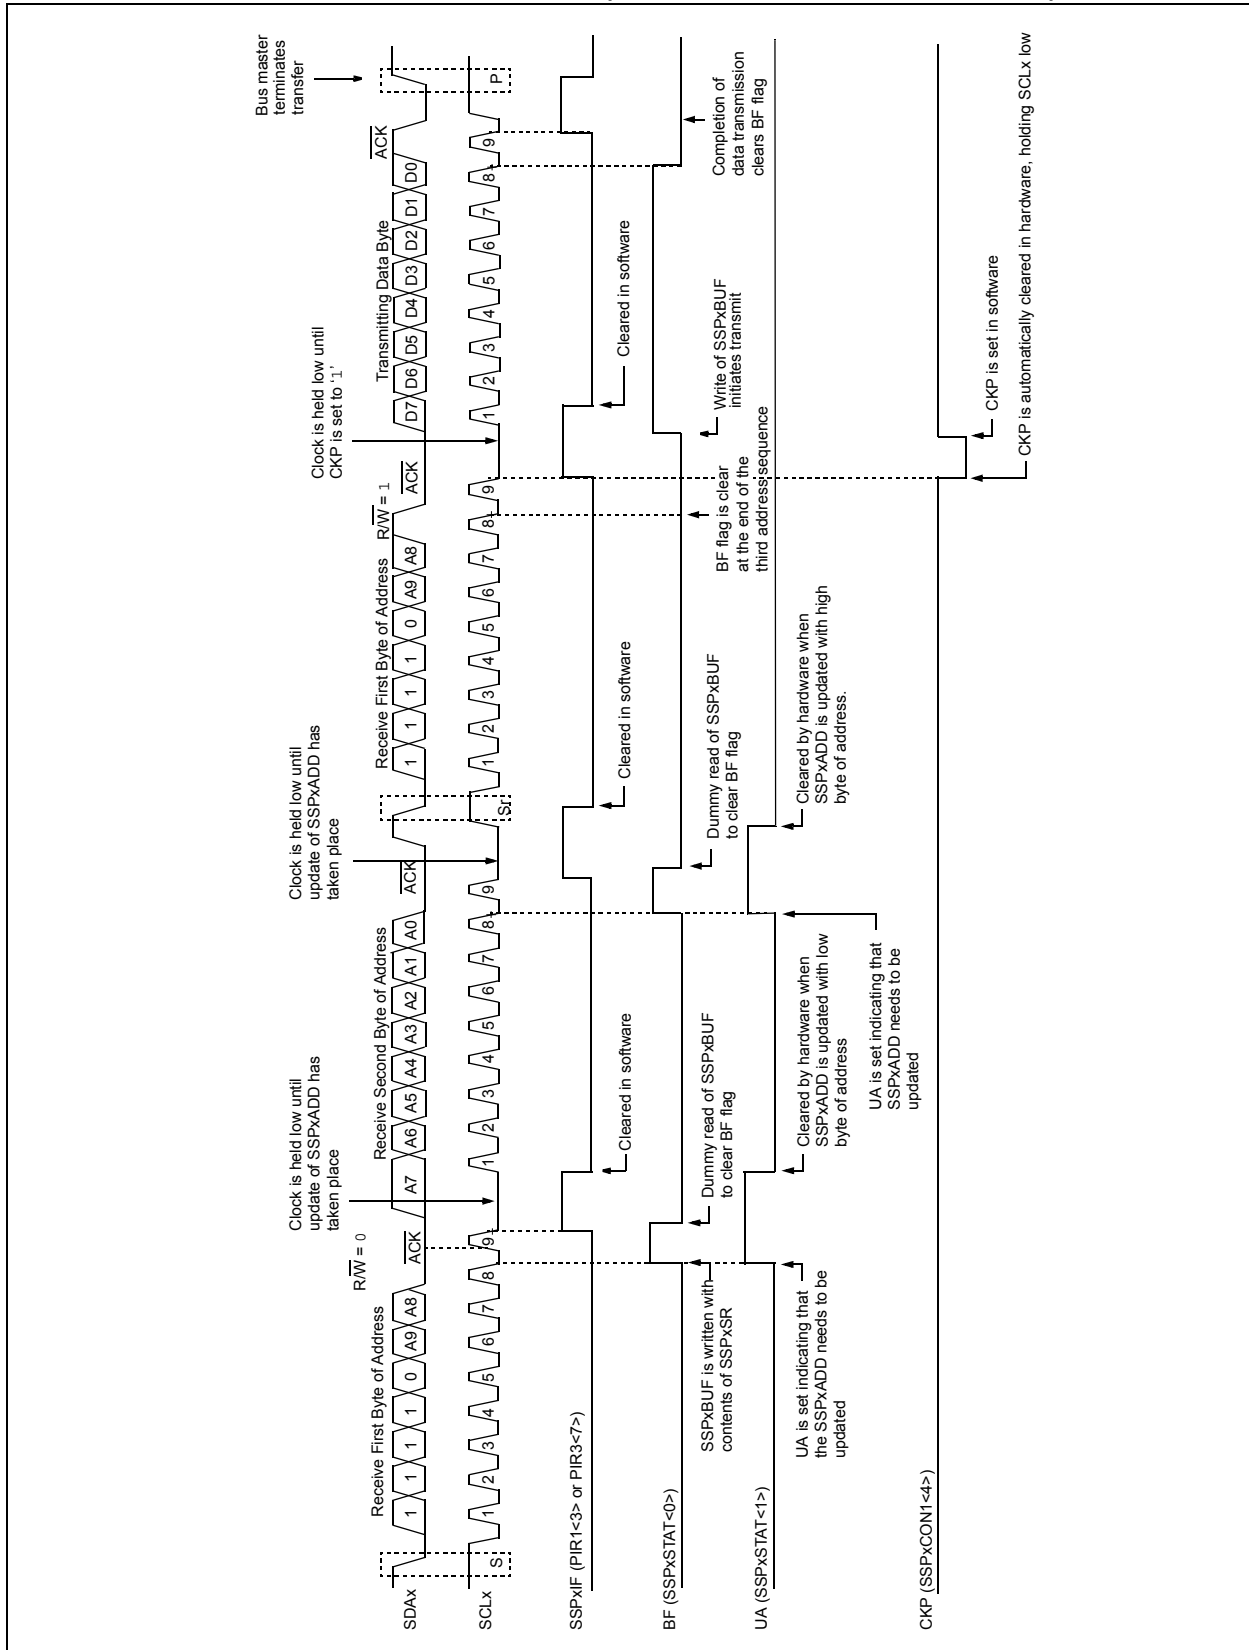 Bus master
terminates
transfer
Clock is held low until
CKP is set to ‘1’
Clock is held low until
update of SSPxADD has
taken place
Clock is held low until
update of SSPxADD has
taken place
SDAx
S
Receive First Byte of Address
R/W = 0
1 1 1 1 0 A9 A8
ACK
Receive Second Byte of Address
A7 A6 A5 A4 A3 A2 A1 A0
ACK
Receive First Byte of Address
R/W = 1
1 1 1 1 0 A9 A8
ACK
Transmitting Data Byte
D7 D6 D5 D4 D3 D2 D1 D0
ACK
SCLx
1 2 3 4 5 6 7 8 9
1 2 3 4 5 6 7 8 9
Sr
1 2 3 4 5 6 7 8 9
1 2 3 4 5 6 7 8 9
P
SSPxIF (PIR1<3> or PIR3<7>)
Cleared in software
Cleared in software
Cleared in software
BF (SSPxSTAT<0>)
SSPxBUF is written with
contents of SSPxSR
Dummy read of SSPxBUF
to clear BF flag
Dummy read of SSPxBUF
to clear BF flag
BF flag is clear
at the end of the
third address sequence
Write of SSPxBUF
initiates transmit
Completion of
data transmission
clears BF flag
UA (SSPxSTAT<1>)
UA is set indicating that
the SSPxADD needs to be
updated
Cleared by hardware when
SSPxADD is updated with low
byte of address
UA is set indicating that
SSPxADD needs to be
updated
Cleared by hardware when
SSPxADD is updated with high
byte of address.
CKP (SSPxCON1<4>)
CKP is set in software
CKP is automatically cleared in hardware, holding SCLx low